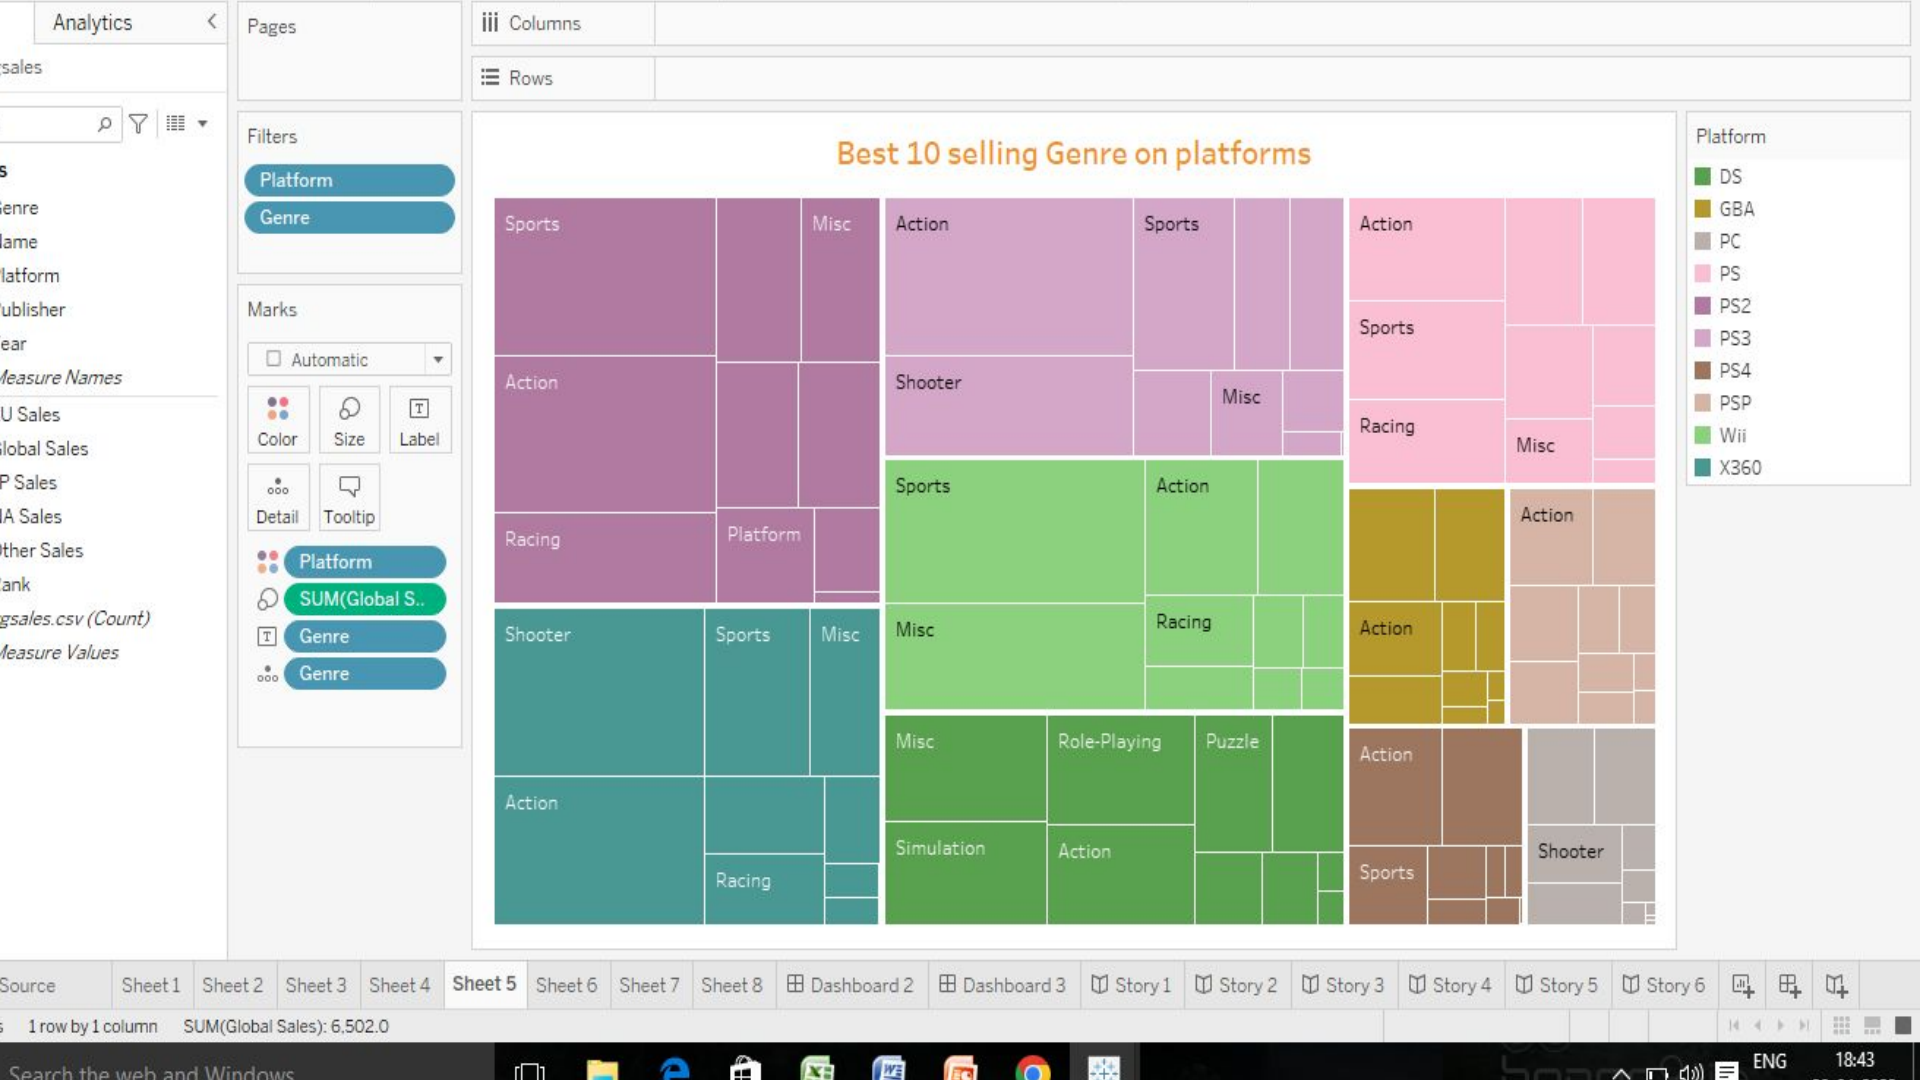 Analytics
Pages
Columns
Rows
sales
Filters
Platform
Genre
s
enre
ame
latform
ublisher
ear
Measure Names
U Sales
lobal Sales
P Sales
A Sales
ther Sales
ank
gsales.csv (Count)
Measure Values
Marks
Automatic
Color
Size
Label
Detail
Tooltip
Platform
SUM(Global S..
Genre
Genre
Best 10 selling Genre on platforms
Sports
Misc
Action
Racing
Platform
Shooter
Sports
Misc
Action
Racing
Action
Sports
Shooter
Misc
Sports
Action
Misc
Racing
Misc
Role-Playing
Puzzle
Simulation
Action
Action
Sports
Racing
Misc
Action
Action
Action
Sports
Shooter
Platform
DS
GBA
PC
PS
PS2
PS3
PS4
PSP
Wii
X360
Source
Sheet 1
Sheet 2
Sheet 3
Sheet 4
Sheet 5
Sheet 6
Sheet 7
Sheet 8
Dashboard 2
Dashboard 3
Story 1
Story 2
Story 3
Story 4
Story 5
Story 6
s 1 row by 1 column SUM(Global Sales): 6,502.0
Search the web and Windows
ENG
18:43